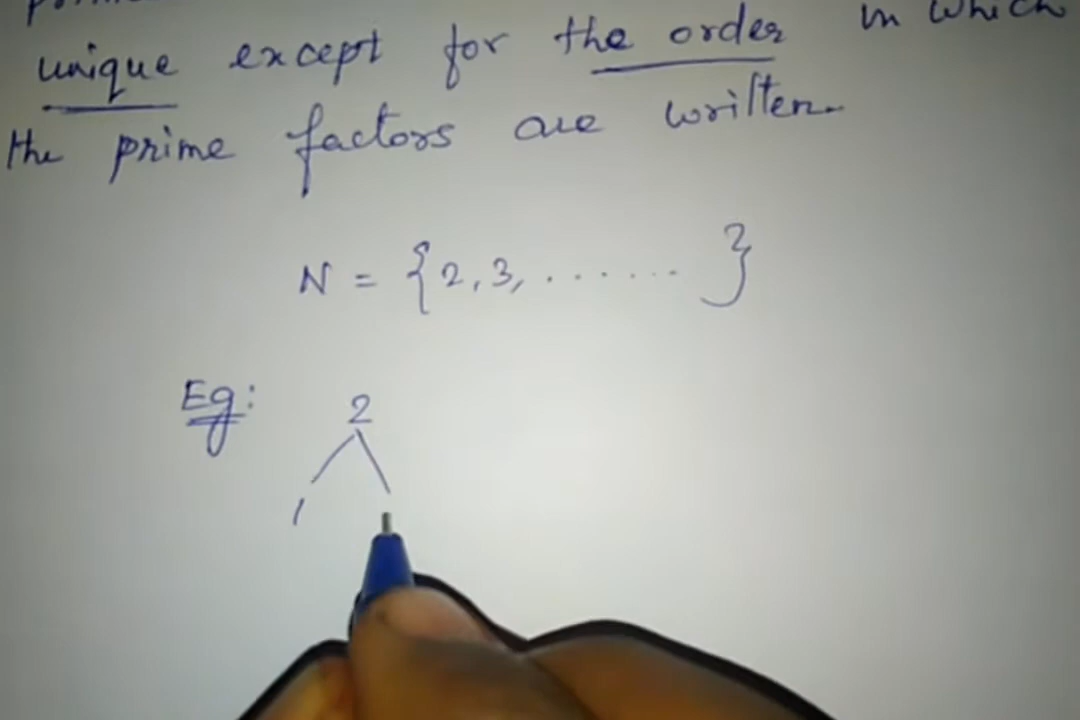 unique except for the order in which
the prime factors are written.
N = {2, 3, ....... }
Eg: 2
1